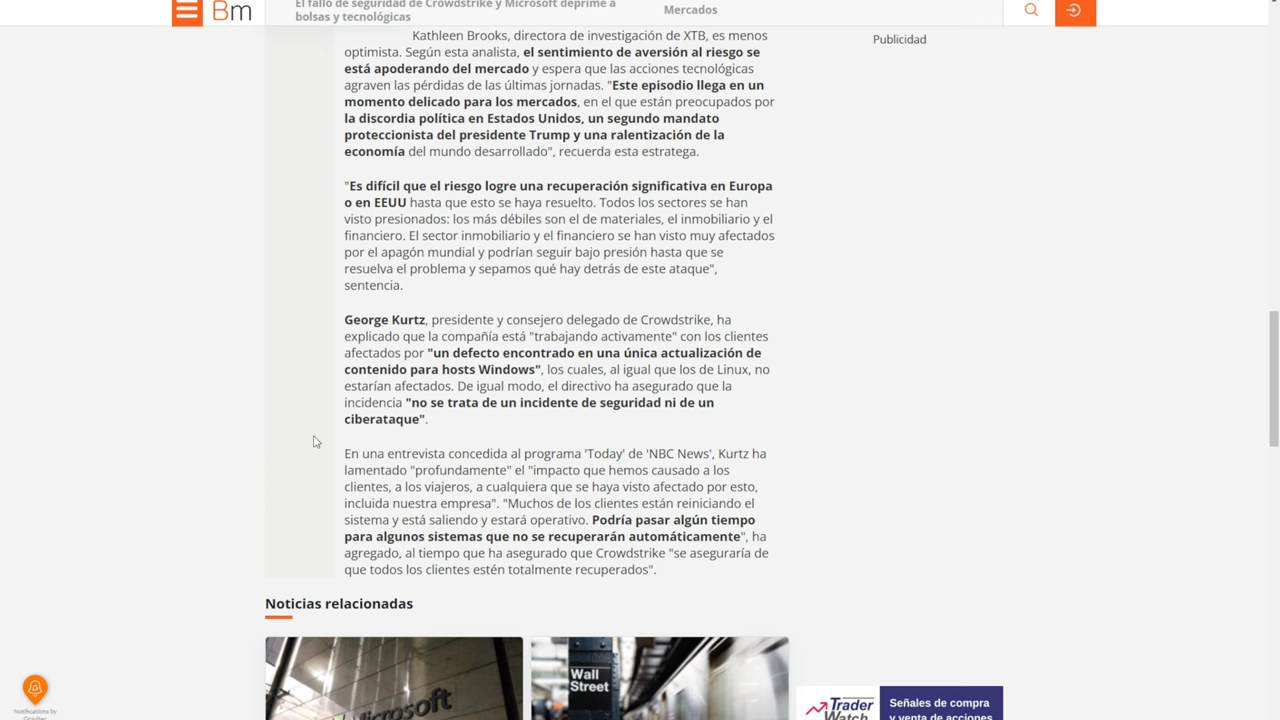 El fallo de seguridad de Crowdstrike y Microsoft deprime a
bolsas y tecnológicas
Mercados
Bm
Publicidad
Kathleen Brooks, directora de investigación de XTB, es menos
optimista. Según esta analista, el sentimiento de aversión al riesgo se
está apoderando del mercado y espera que las acciones tecnológicas
agraven las pérdidas de las últimas jornadas. "Este episodio llega en un
momento delicado para los mercados, en el que están preocupados por
la discordia política en Estados Unidos, un segundo mandato
proteccionista del presidente Trump y una ralentización de la
economía del mundo desarrollado", recuerda esta estratega.
"Es difícil que el riesgo logre una recuperación significativa en Europa
o en EEUU hasta que esto se haya resuelto. Todos los sectores se han
visto presionados: los más débiles son el de materiales, el inmobiliario y el
financiero. El sector inmobiliario y el financiero se han visto muy afectados
por el apagón mundial y podrían seguir bajo presión hasta que se
resuelva el problema y sepamos qué hay detrás de este ataque",
sentencia.
George Kurtz, presidente y consejero delegado de Crowdstrike, ha
explicado que la compañía está "trabajando activamente" con los clientes
afectados por "un defecto encontrado en una única actualización de
contenido para hosts Windows", los cuales, al igual que los de Linux, no
estarían afectados. De igual modo, el directivo ha asegurado que la
incidencia "no se trata de un incidente de seguridad ni de un
ciberataque".
En una entrevista concedida al programa 'Today' de 'NBC News', Kurtz ha
lamentado "profundamente" el "impacto que hemos causado a los
clientes, a los viajeros, a cualquiera que se haya visto afectado por esto,
incluida nuestra empresa". "Muchos de los clientes están reiniciando el
sistema y está saliendo y estará operativo. Podría pasar algún tiempo
para algunos sistemas que no se recuperarán automáticamente", ha
agregado, al tiempo que ha asegurado que Crowdstrike "se aseguraría de
que todos los clientes estén totalmente recuperados".
Noticias relacionadas
Microsoft
Wall
Street
Trader
Watch
Señales de compra
y venta de acciones
Notifications by